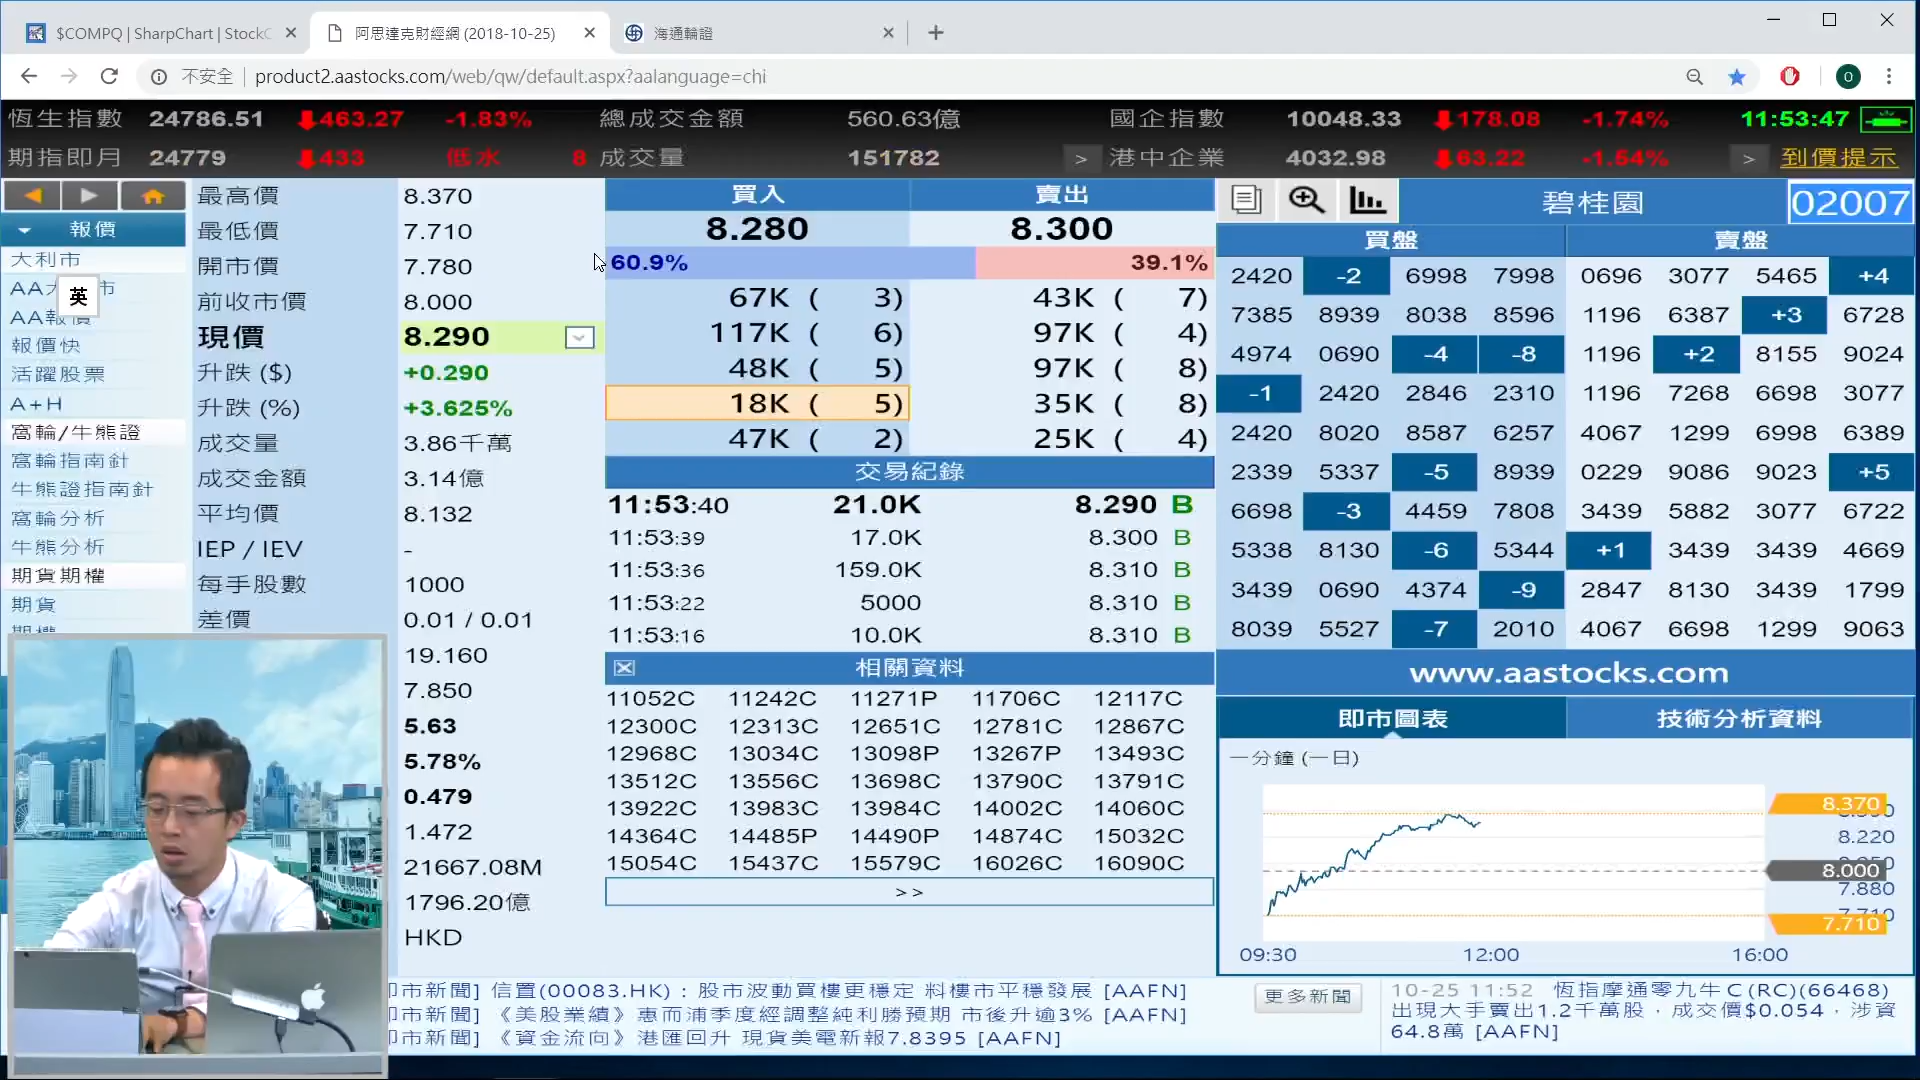 $COMPQ | SharpChart | StockC
阿思達克財經網 (2018-10-25)
海通輪證
不安全 | product2.aastocks.com/web/qw/default.aspx?aalanguage=chi
恆生指數 24786.51 463.27 -1.83% 總成交金額 560.63億 國企指數 10048.33 178.08 -1.74% 11:53:47
期指即月 24779 433 低水 8 成交量 151782 > 港中企業 4032.98 63.22 -1.54% > 到價提示
報價
大利市
英
報價快
活躍股票
A+H
窩輪/牛熊證
窩輪指南針
牛熊證指南針
窩輪分析
牛熊分析
期貨期權
期貨
最高價 8.370
最低價 7.710
開市價 7.780
前收市價 8.000
現價 8.290
升跌 ($) +0.290
升跌 (%) +3.625%
成交量 3.86千萬
成交金額 3.14億
平均價 8.132
IEP / IEV -
每手股數 1000
差價 0.01 / 0.01
19.160
7.850
5.63
5.78%
0.479
1.472
21667.08M
1796.20億
HKD
買入 賣出
8.280 8.300
60.9% 39.1%
67K ( 3) 43K ( 7)
117K ( 6) 97K ( 4)
48K ( 5) 97K ( 8)
18K ( 5) 35K ( 8)
47K ( 2) 25K ( 4)
交易紀錄
11:53:40 21.0K 8.290 B
11:53:39 17.0K 8.300 B
11:53:36 159.0K 8.310 B
11:53:22 5000 8.310 B
11:53:16 10.0K 8.310 B
相關資料
11052C 11242C 11271P 11706C 12117C
12300C 12313C 12651C 12781C 12867C
12968C 13034C 13098P 13267P 13493C
13512C 13556C 13698C 13790C 13791C
13922C 13983C 13984C 14002C 14060C
14364C 14485P 14490P 14874C 15032C
15054C 15437C 15579C 16026C 16090C
>>
碧桂園 02007
買盤 賣盤
2420 -2 6998 7998 0696 3077 5465 +4
7385 8939 8038 8596 1196 6387 +3 6728
4974 0690 -4 -8 1196 +2 8155 9024
-1 2420 2846 2310 1196 7268 6698 3077
2420 8020 8587 6257 4067 1299 6998 6389
2339 5337 -5 8939 0229 9086 9023 +5
6698 -3 4459 7808 3439 5882 3077 6722
5338 8130 -6 5344 +1 3439 3439 4669
3439 0690 4374 -9 2847 8130 3439 1799
8039 5527 -7 2010 4067 6698 1299 9063
www.aastocks.com
即市圖表 技術分析資料
一分鐘 (一日)
8.370
8.220
8.000
7.880
7.710
09:30 12:00 16:00
即市新聞] 信置(00083.HK)：股市波動買樓更穩定 料樓市平穩發展 [AAFN]
即市新聞] 《美股業績》惠而浦季度經調整純利勝預期 市後升逾3% [AAFN]
即市新聞] 《資金流向》港匯回升 現貨美電新報7.8395 [AAFN]
更多新聞
10-25 11:52 恆指摩通零九牛C(RC)(66468)
出現大手賣出1.2千萬股，成交價$0.054，涉資
64.8萬 [AAFN]